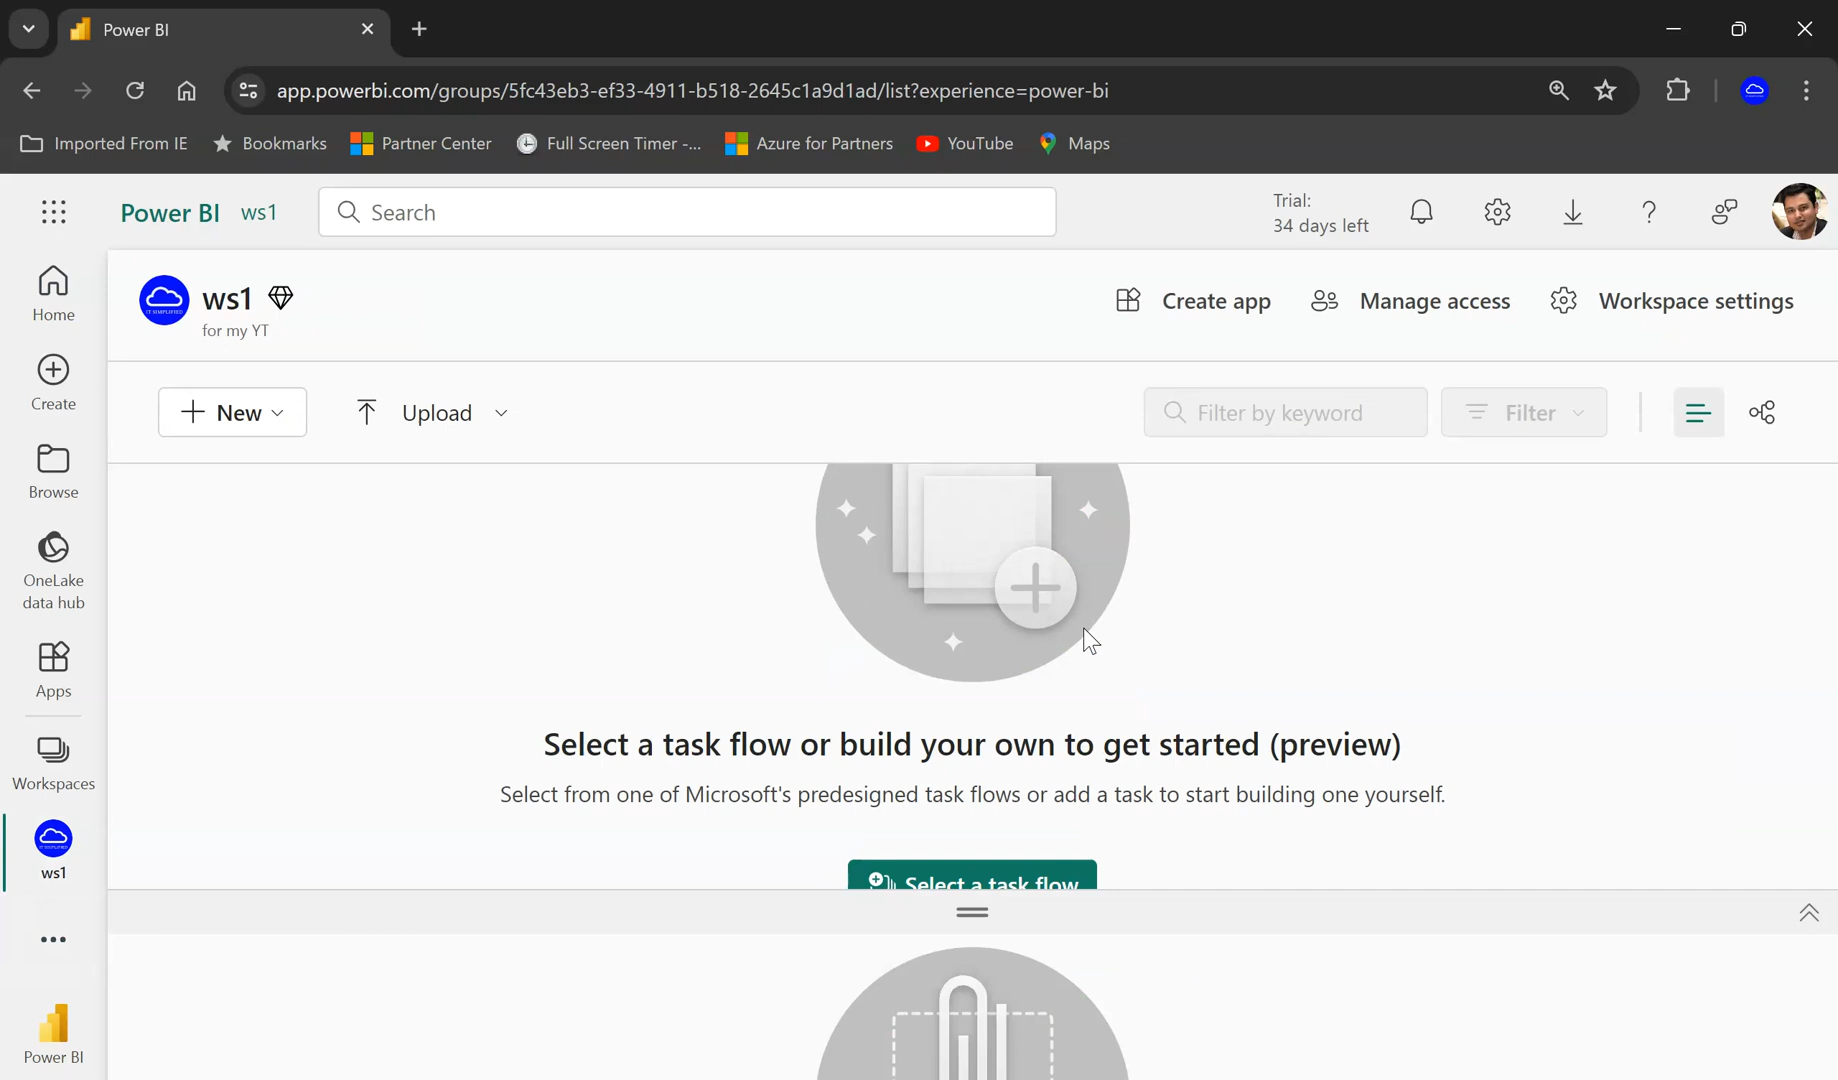 Power BI
app.powerbi.com/groups/5fc43eb3-ef33-4911-b518-2645c1a9d1ad/list?experience=power-bi
Imported From IE Bookmarks Partner Center Full Screen Timer -... Azure for Partners YouTube Maps
Power BI ws1 Search Trial:
34 days left
Home
Create
Browse
OneLake
data hub
Apps
Workspaces
ws1
Power BI
ws1
for my YT
Create app Manage access Workspace settings
New Upload Filter by keyword Filter
Select a task flow or build your own to get started (preview)
Select from one of Microsoft's predesigned task flows or add a task to start building one yourself.
Select a task flow
IT SIMPLIFIED